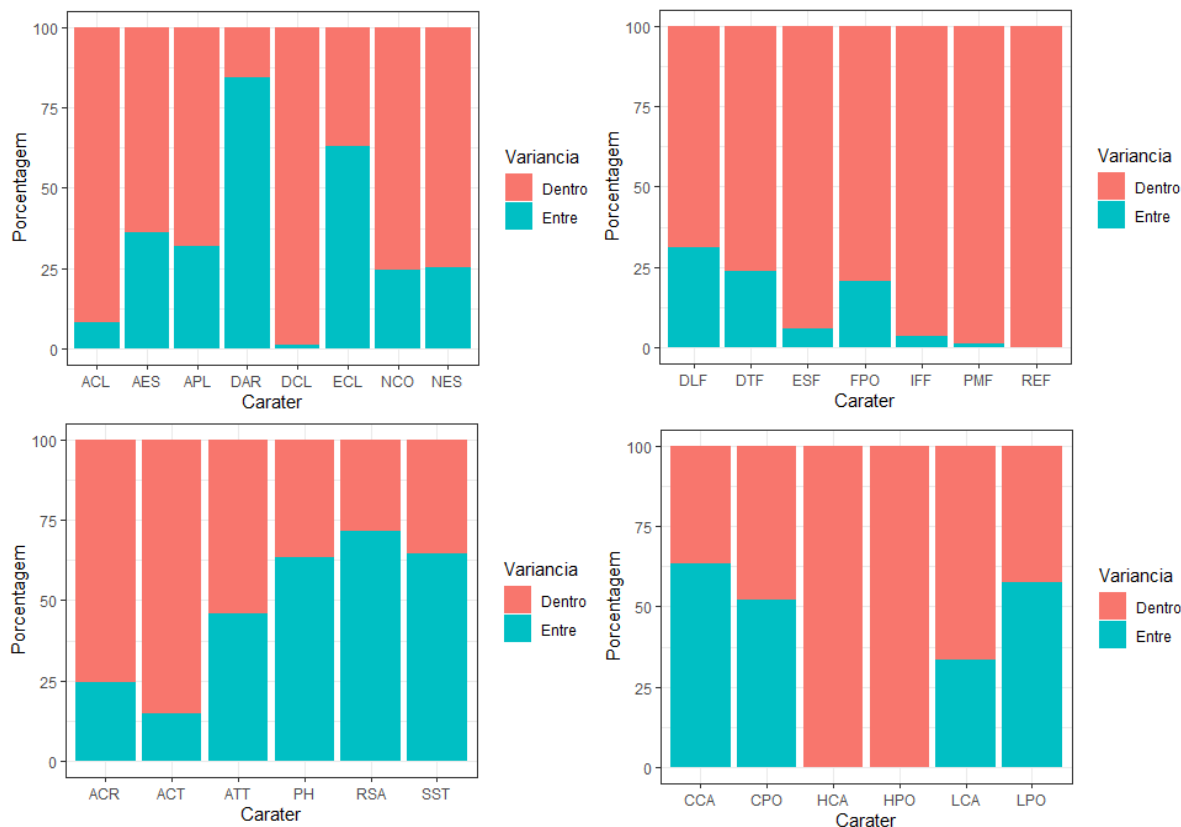 100
75
50
25
0
Porcentagem
ACL AES APL DAR DCL ECL NCO NES
Carater
Variancia
Dentro
Entre
100
75
50
25
0
Porcentagem
DLF DTF ESF FPO IFF PMF REF
Carater
Variancia
Dentro
Entre
100
75
50
25
0
Porcentagem
ACR ACT ATT PH RSA SST
Carater
Variancia
Dentro
Entre
100
75
50
25
0
Porcentagem
CCA CPO HCA HPO LCA LPO
Carater
Variancia
Dentro
Entre